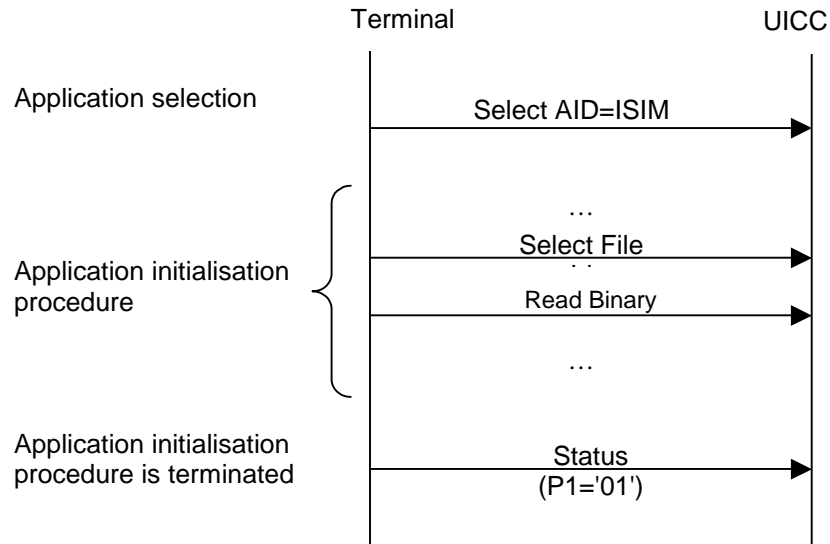 Terminal
UICC
Application selection
Select AID=ISIM
...
Select File
. .
Application initialisation
procedure
Read Binary
...
Application initialisation
procedure is terminated
Status
(P1='01')